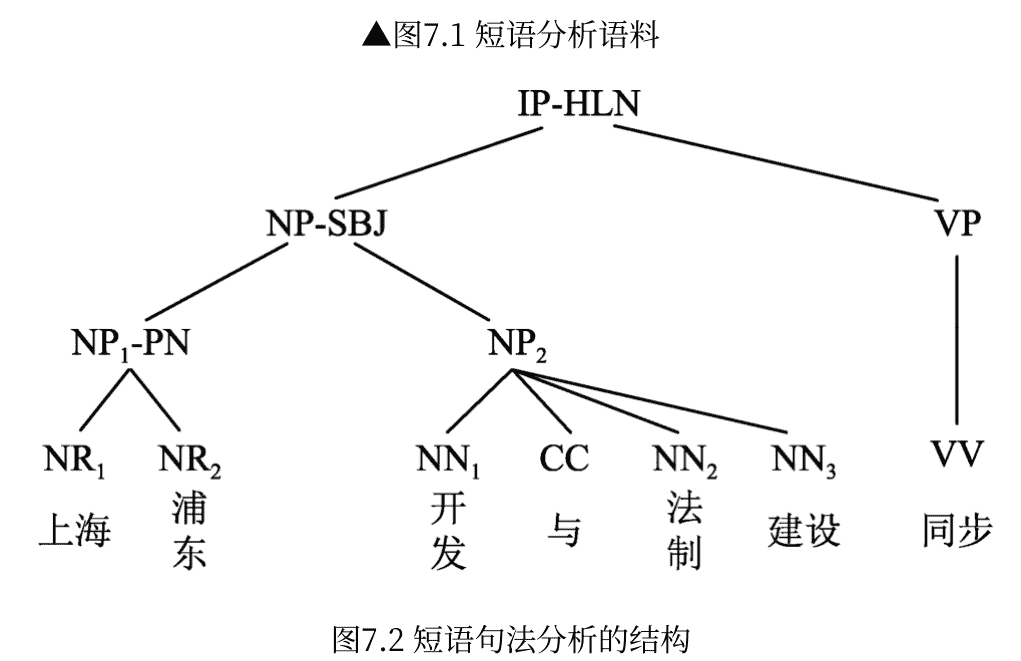 ▲图7.1 短语分析语料
IP-HLN
NP-SBJ VP
NP₁-PN NP₂
NR₁ NR₂ NN₁ CC NN₂ NN₃ VV
上海 浦东 开发 与 法制 建设 同步
图7.2 短语句法分析的结构